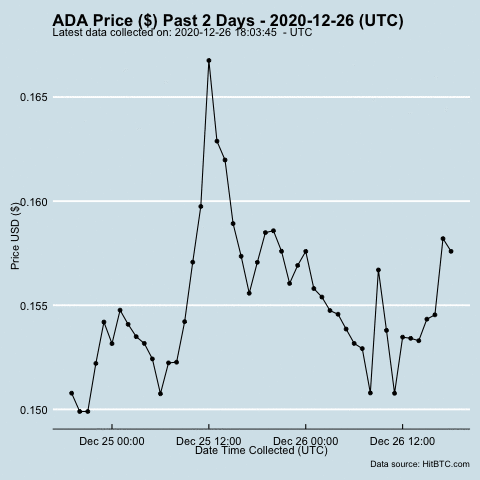 ADA Price ($) Past 2 Days - 2020-12-26 (UTC)
Latest data collected on: 2020-12-26 18:03:45 - UTC
0.165
0.160
0.155
0.150
Price USD ($)
Dec 25 00:00 Dec 25 12:00 Dec 26 00:00 Dec 26 12:00
Date Time Collected (UTC)
Data source: HitBTC.com